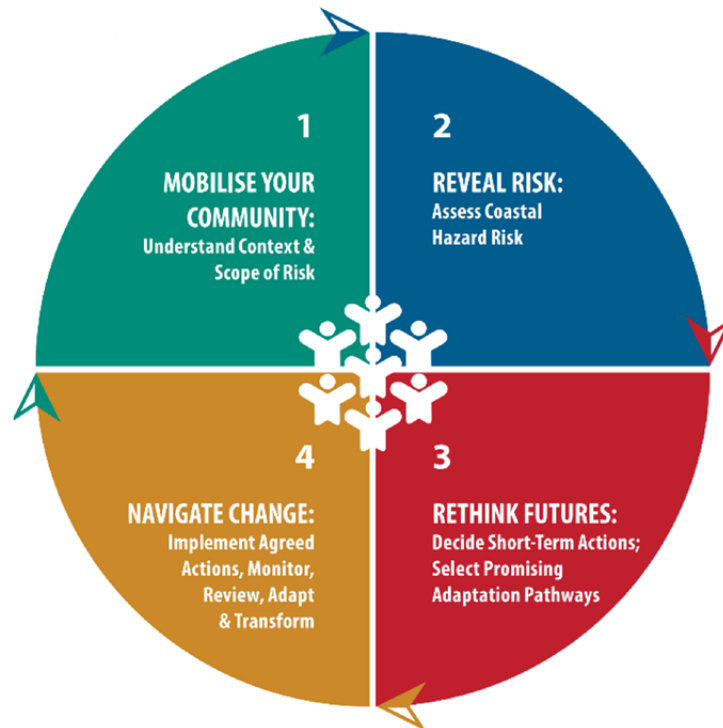 1
MOBILISE YOUR
COMMUNITY:
Understand Context &
Scope of Risk
2
REVEAL RISK:
Assess Coastal
Hazard Risk
3
RETHINK FUTURES:
Decide Short-Term Actions;
Select Promising
Adaptation Pathways
4
NAVIGATE CHANGE:
Implement Agreed
Actions, Monitor,
Review, Adapt
& Transform